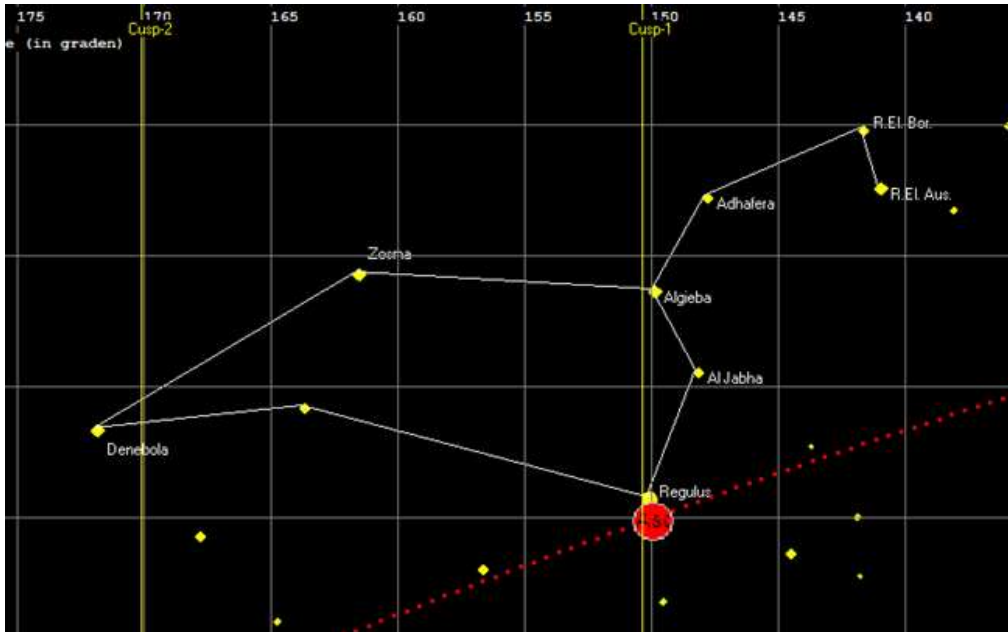 175 170 165 160 155 150 145 140
Cusp-2 Cusp-1
e (in graden)
R.El. Bor.
R.El. Aus.
Adhafera
Zosma
Algieba
Al Jabha
Denebola
Regulus
Asc